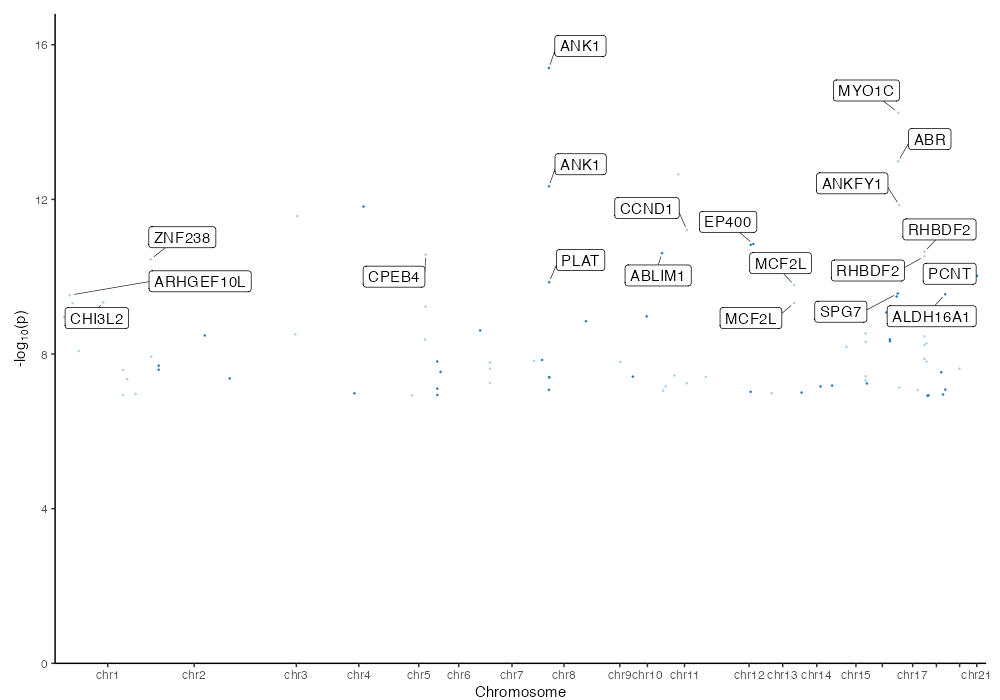 16
ANK1
MYO1C
ABR
12
ANK1
ANKFY1
CCND1
EP400
RHBDF2
ZNF238
PLAT
MCF2L
RHBDF2
PCNT
ARHGEF10L
CPEB4
ABLIM1
CHI3L2
MCF2L
SPG7
ALDH16A1
-log10(p)
8
4
0
chr1 chr2 chr3 chr4 chr5 chr6 chr7 chr8 chr9 chr10 chr11 chr12 chr13 chr14 chr15 chr17 chr21
Chromosome